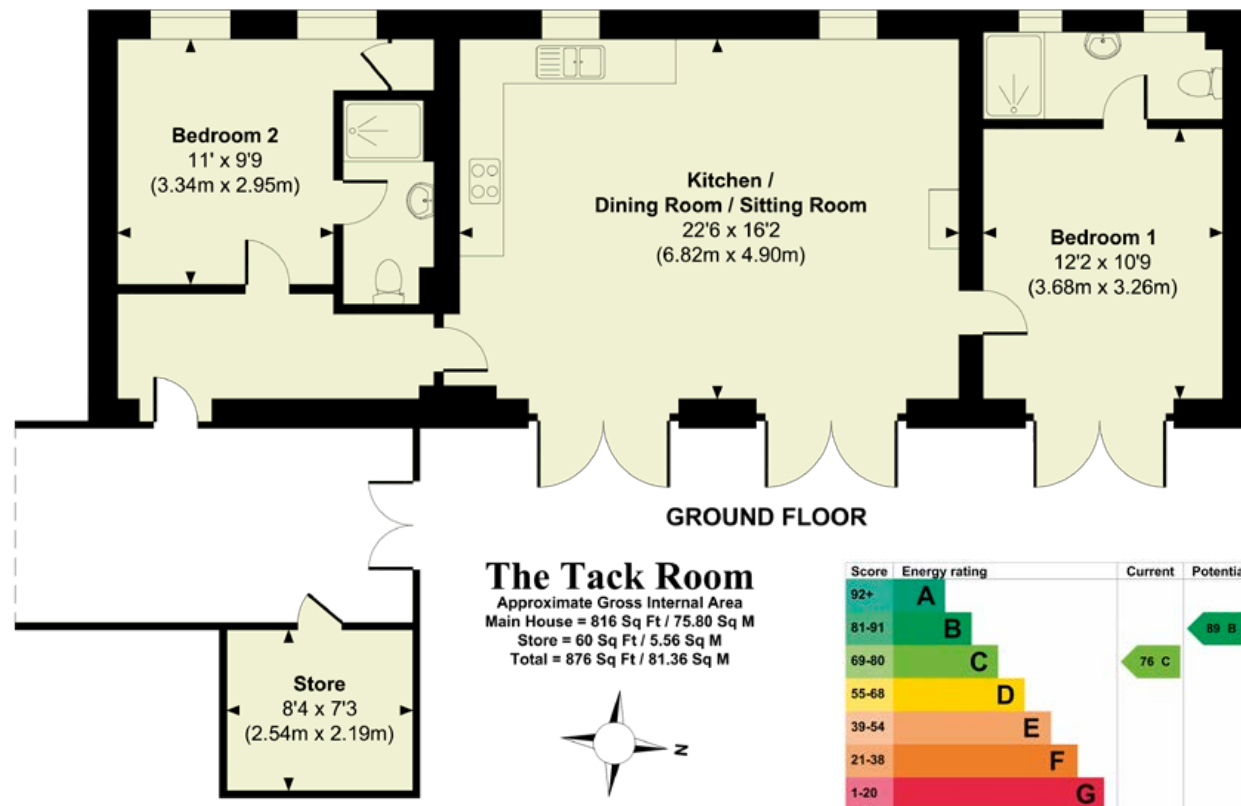 Bedroom 2
11' x 9'9
(3.34m x 2.95m)
Kitchen /
Dining Room / Sitting Room
22'6 x 16'2
(6.82m x 4.90m)
Bedroom 1
12'2 x 10'9
(3.68m x 3.26m)
GROUND FLOOR
The Tack Room
Approximate Gross Internal Area
Main House = 816 Sq Ft / 75.80 Sq M
Store = 60 Sq Ft / 5.56 Sq M
Total = 876 Sq Ft / 81.36 Sq M
N
Store
8'4 x 7'3
(2.54m x 2.19m)
Score Energy rating Current Potentia
92+ A
81-91 B 89 B
69-80 C 76 C
55-68 D
39-54 E
21-38 F
1-20 G